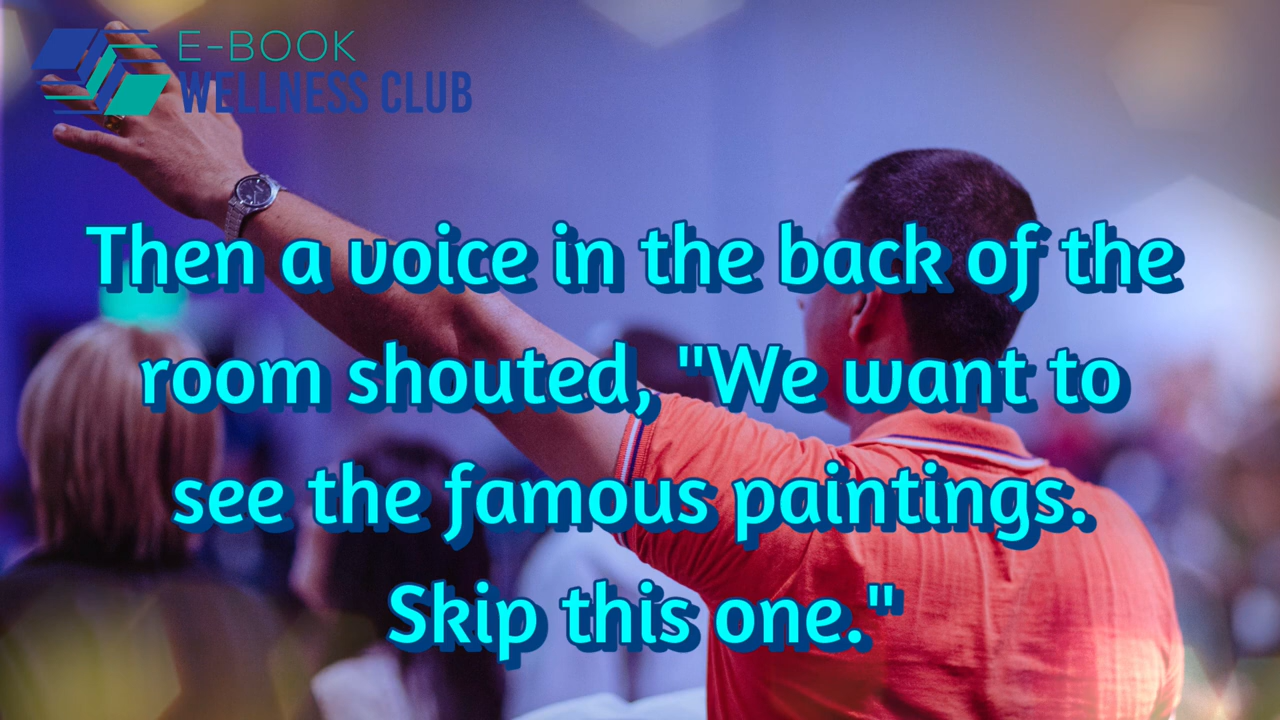 E-BOOK
WELLNESS CLUB
Then a voice in the back of the
room shouted, "We want to
see the famous paintings.
Skip this one."